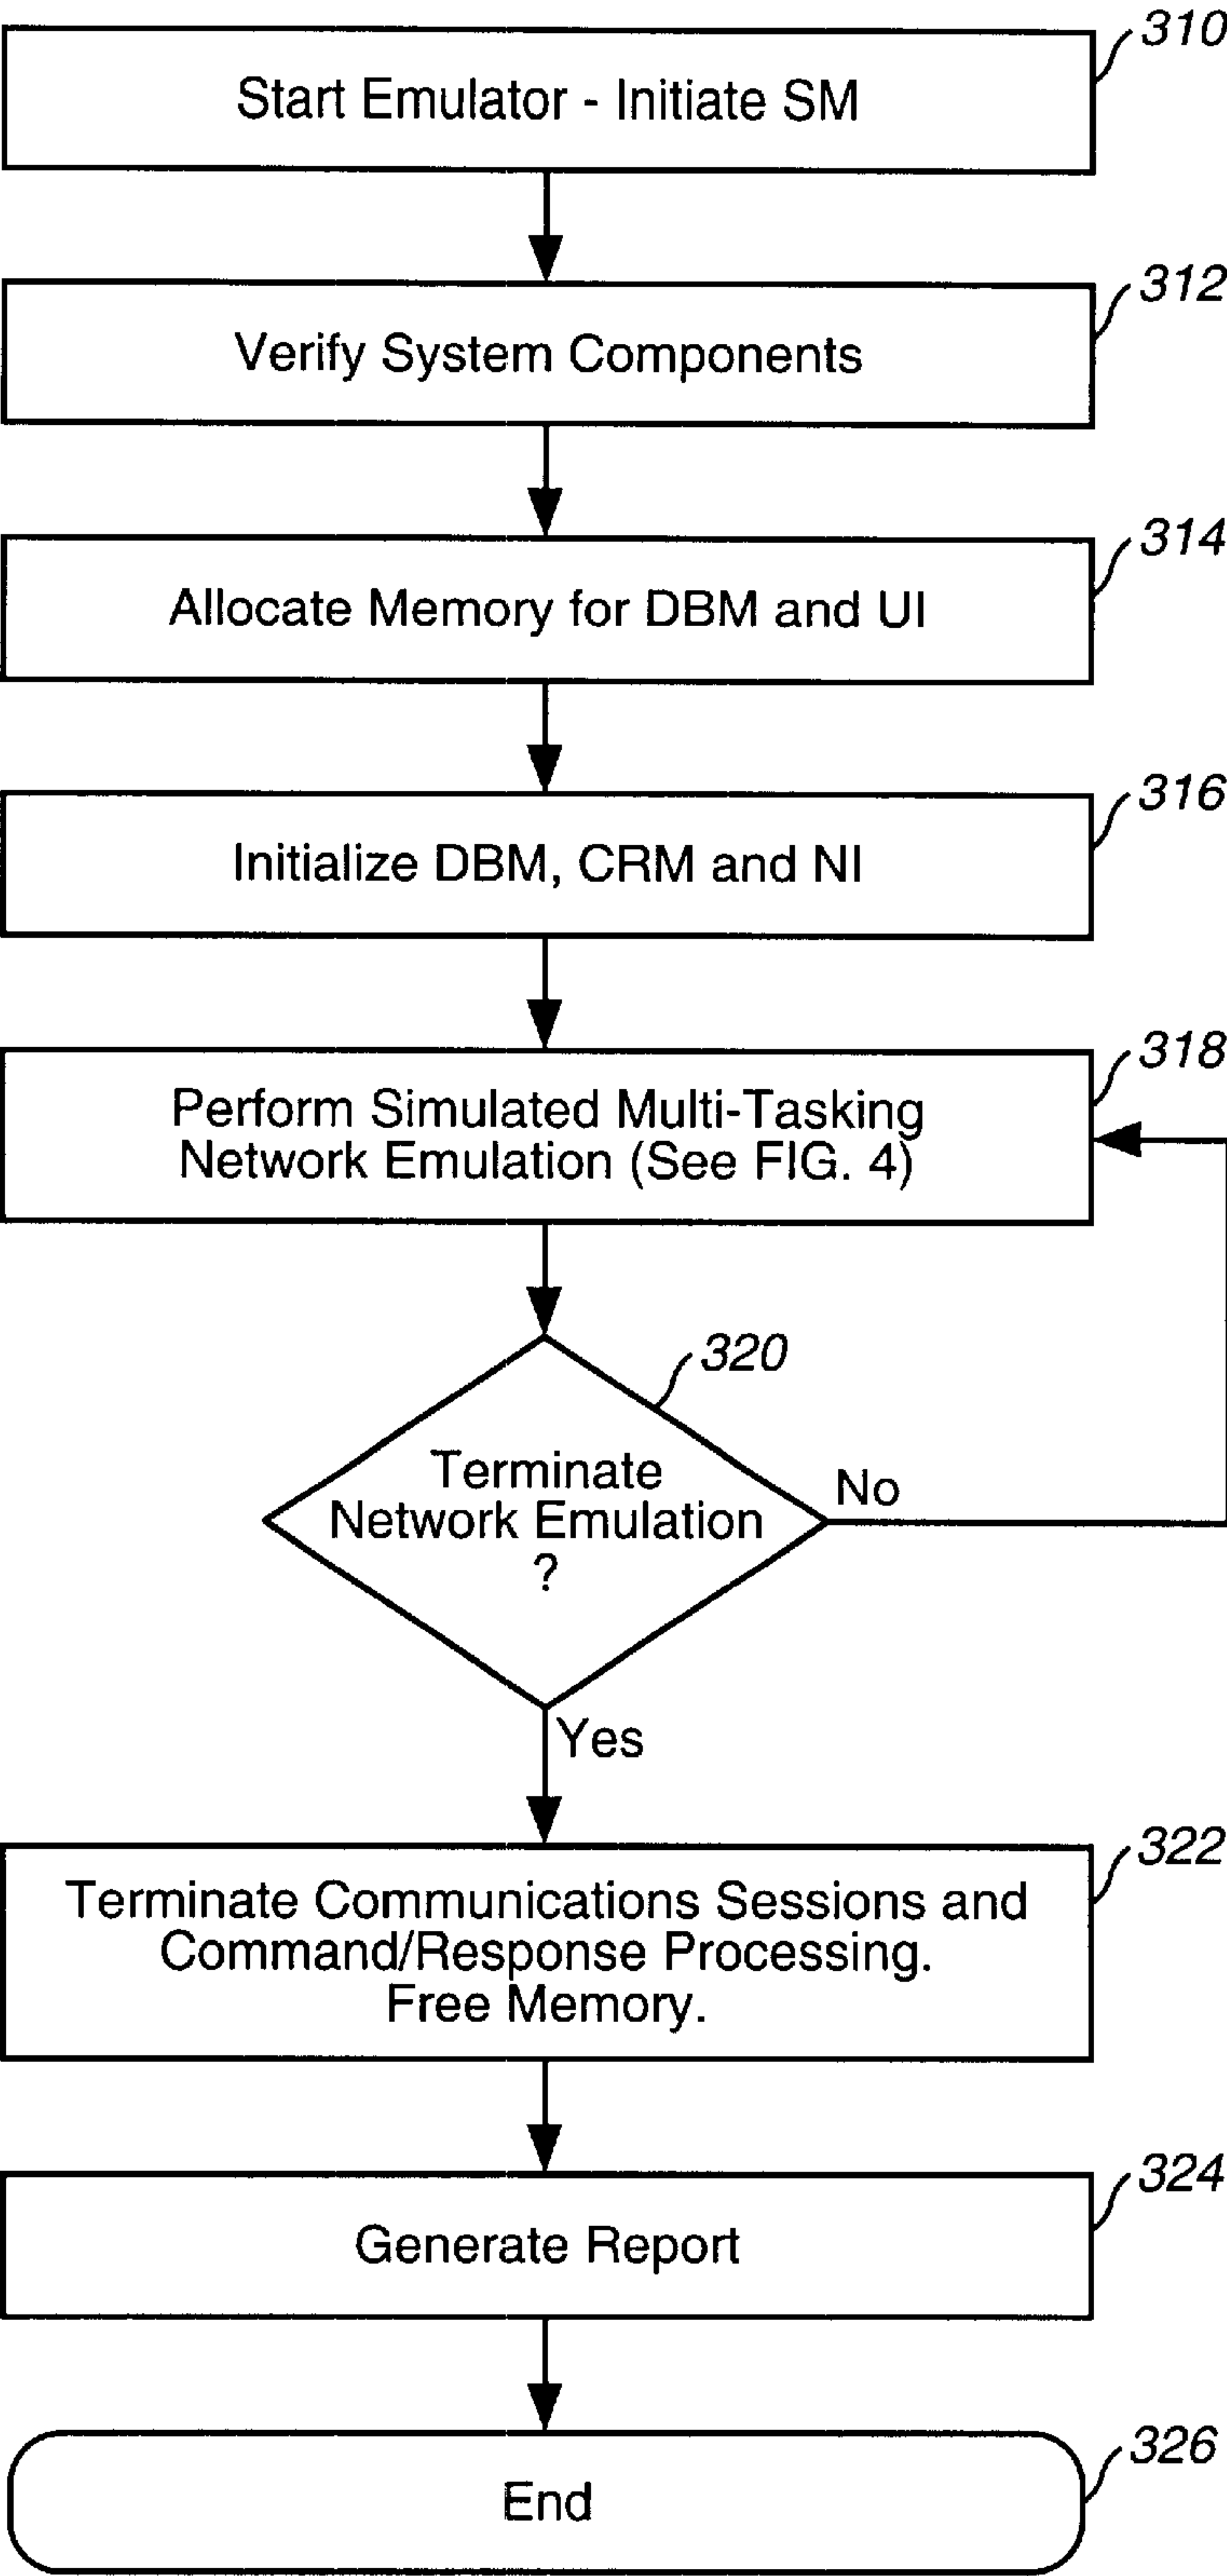 310
Start Emulator - Initiate SM
312
Verify System Components
314
Allocate Memory for DBM and UI
316
Initialize DBM, CRM and NI
318
Perform Simulated Multi-Tasking
Network Emulation (See FIG. 4)
320
Terminate
Network Emulation
?
No
Yes
322
Terminate Communications Sessions and
Command/Response Processing.
Free Memory.
324
Generate Report
326
End